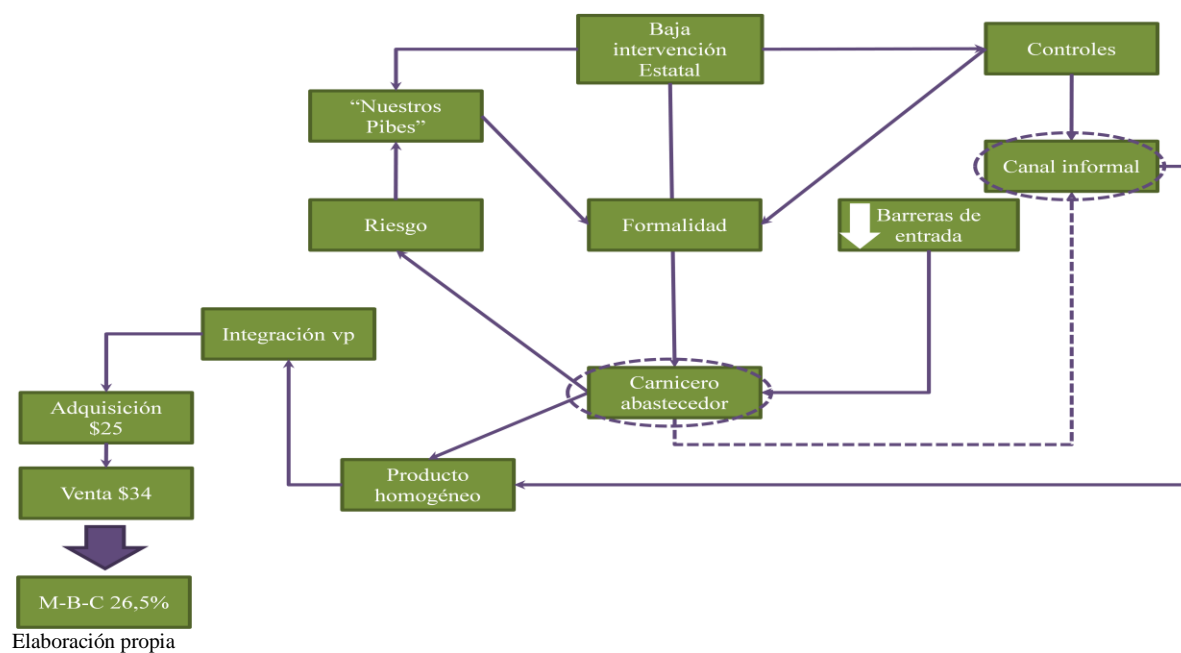 Baja
intervención
Estatal
Controles
“Nuestros
Pibes”
Canal informal
Riesgo
Formalidad
Barreras de
entrada
Integración vp
Carnicero
abastecedor
Adquisición
$25
Producto
homogéneo
Venta $34
M-B-C 26,5%
Elaboración propia